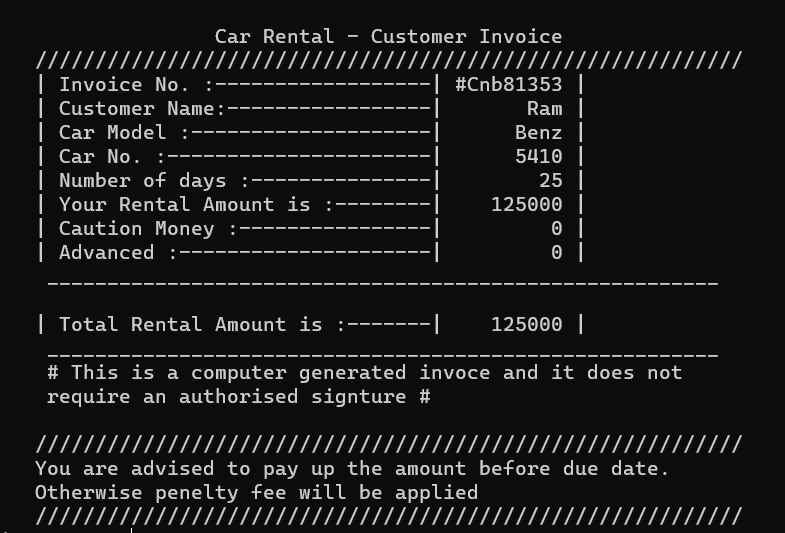 Car Rental - Customer Invoice
///////////////////////////////////////////////////////////
| Invoice No. :------------------| #Cnb81353 |
| Customer Name:-----------------| Ram |
| Car Model :--------------------| Benz |
| Car No. :----------------------| 5410 |
| Number of days :---------------| 25 |
| Your Rental Amount is :--------| 125000 |
| Caution Money :----------------| 0 |
| Advanced :---------------------| 0 |
________________________________________________________
| Total Rental Amount is :-------| 125000 |
________________________________________________________
# This is a computer generated invoce and it does not
require an authorised signture #
///////////////////////////////////////////////////////////
You are advised to pay up the amount before due date.
Otherwise penelty fee will be applied
///////////////////////////////////////////////////////////